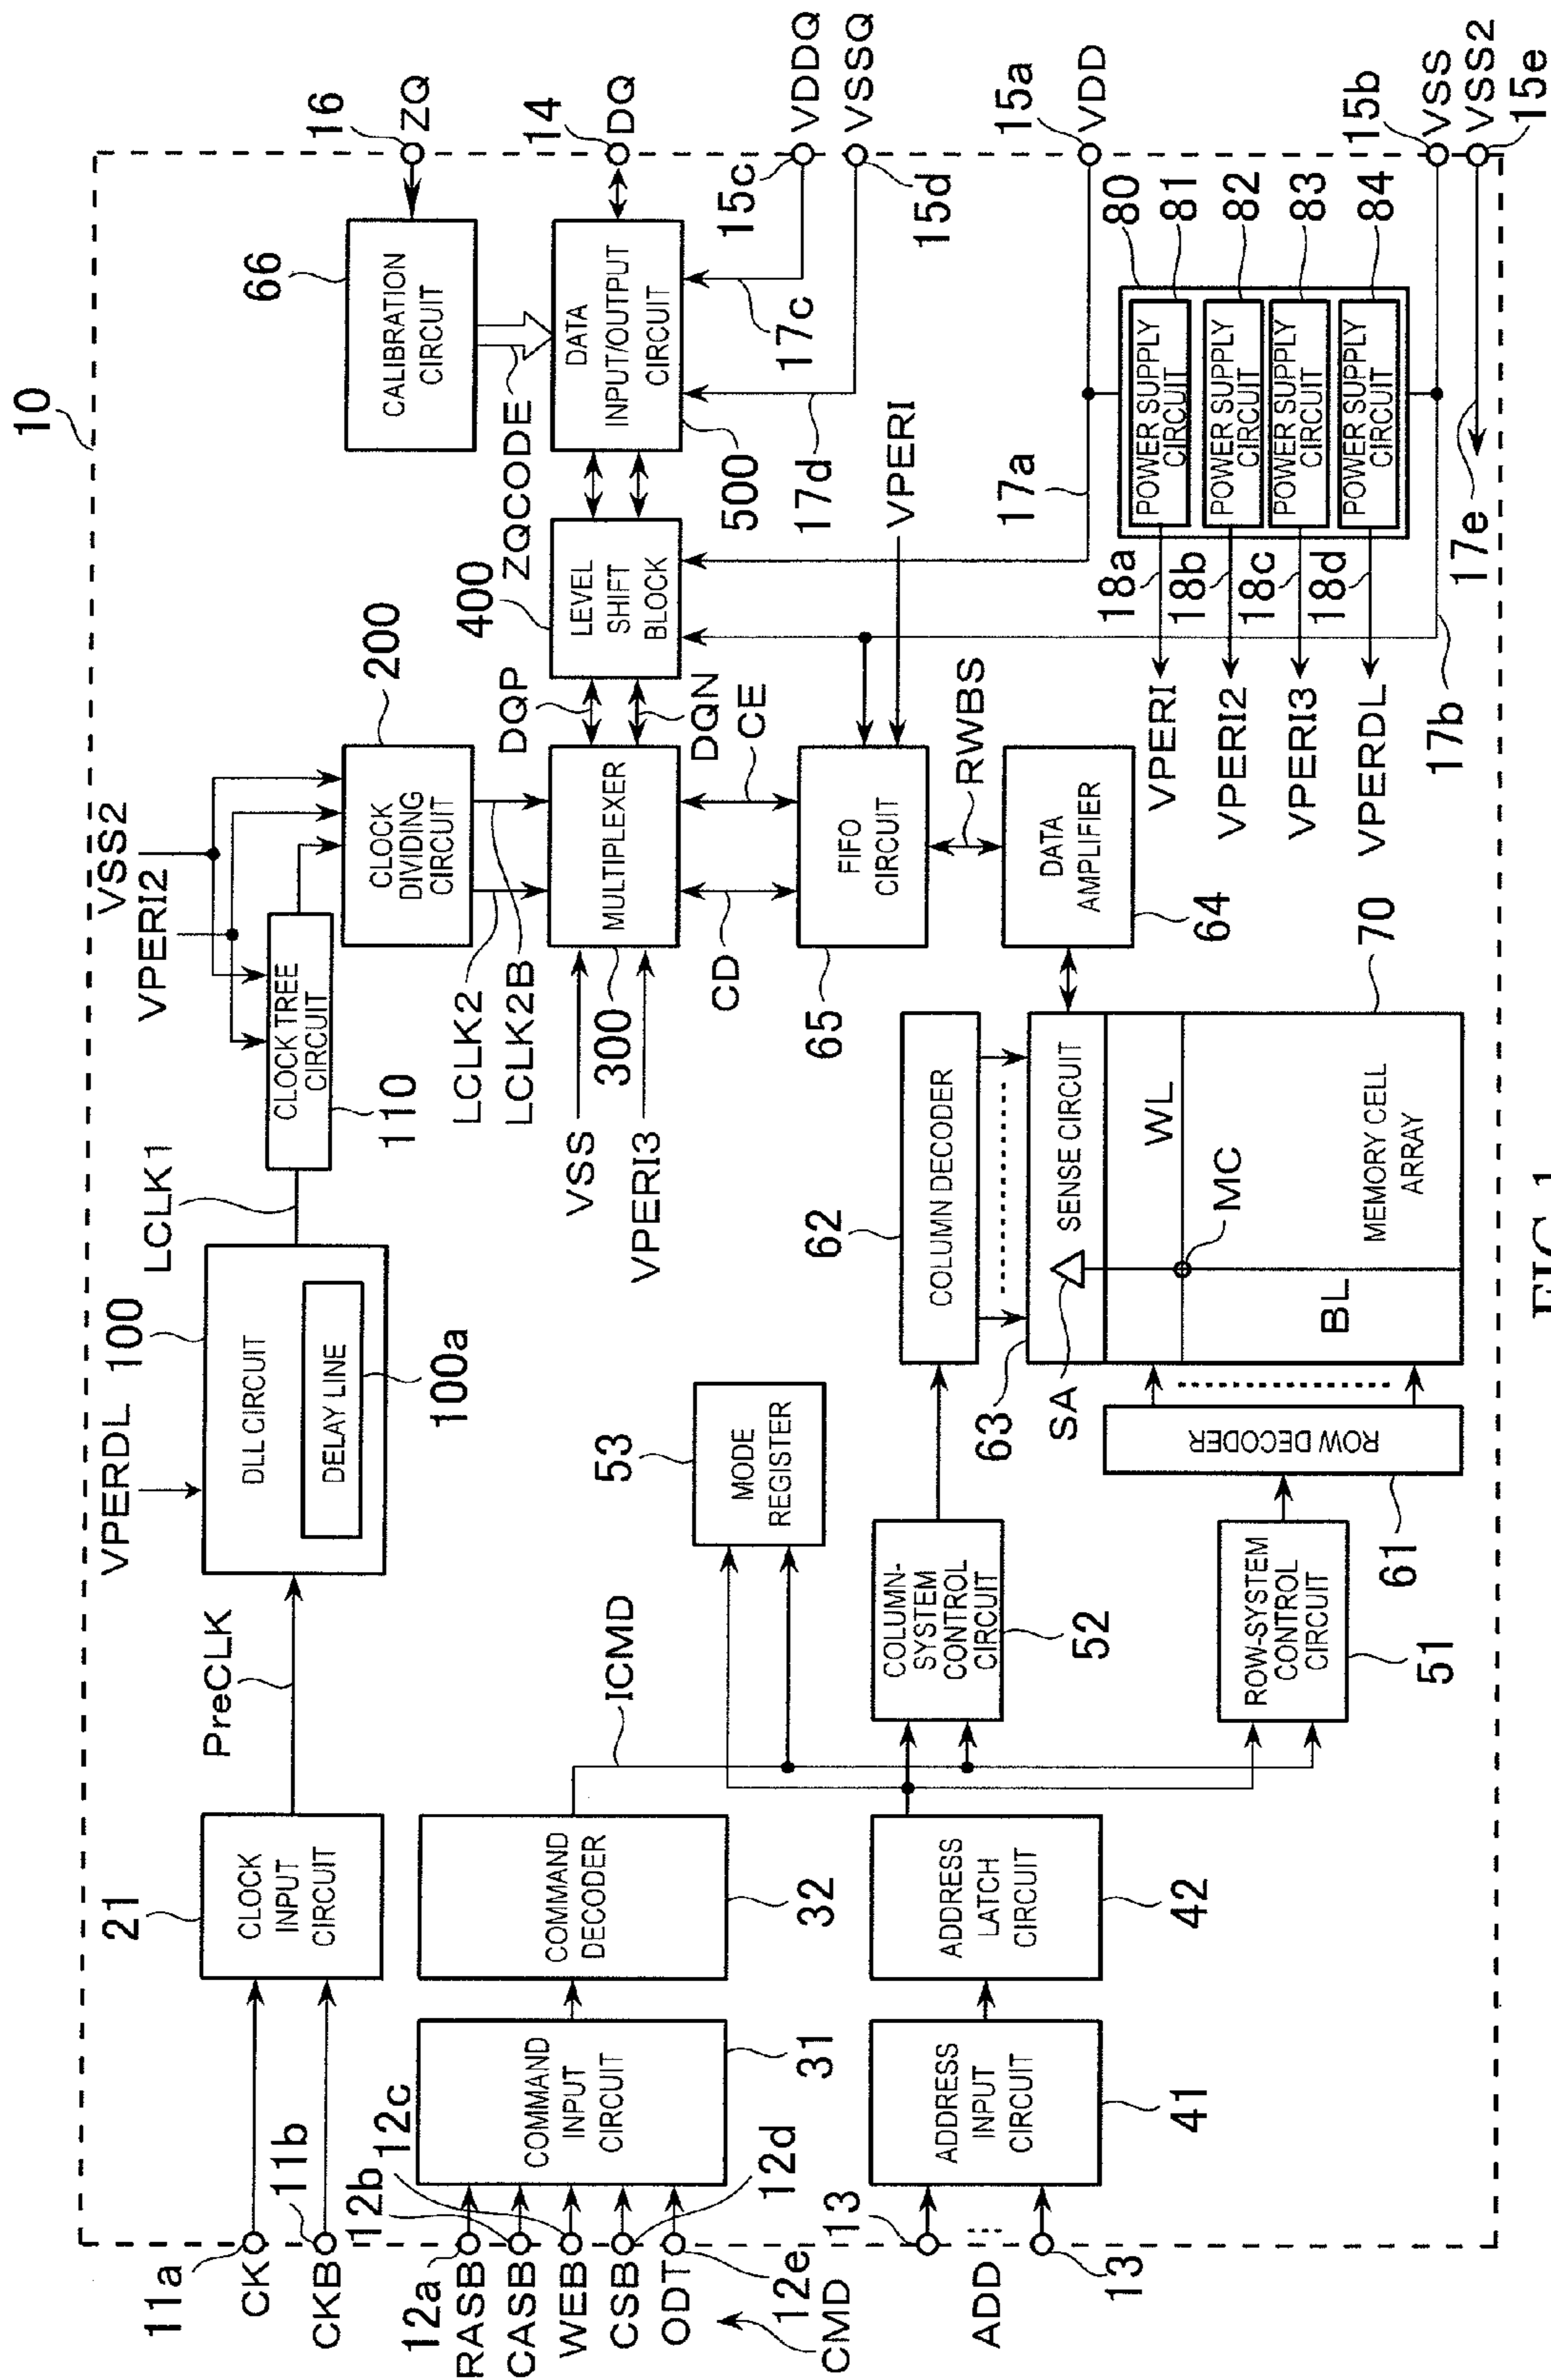 10
11a
CK
CKB
11b
21
CLOCK
INPUT
CIRCUIT
PreCLK
VPERDL
100
DLL CIRCUIT
DELAY LINE
100a
LCLK1
110
CLOCK TREE
CIRCUIT
VPERI2
VSS2
200
CLOCK
DIVIDING
CIRCUIT
LCLK2
LCLK2B
66
CALIBRATION
CIRCUIT
16
ZQ
ZQCODE
12a
RASB
12b
CASB
12c
WEB
CSB
12d
ODT
12e
CMD
COMMAND
INPUT
CIRCUIT
31
COMMAND
DECODER
32
ICMD
VSS
VPERI3
300
MULTIPLEXER
DQP
DQN
400
LEVEL
SHIFT
BLOCK
500
DATA
INPUT/OUTPUT
CIRCUIT
14
DQ
15c
VDDQ
VSSQ
15d
17c
17d
53
MODE
REGISTER
CD
CE
65
FIFO
CIRCUIT
VPERI
RWBS
DATA
AMPLIFIER
64
13
ADD
13
ADDRESS
INPUT
CIRCUIT
41
ADDRESS
LATCH
CIRCUIT
42
COLUMN-
SYSTEM
CONTROL
CIRCUIT
52
62
COLUMN DECODER
63
SENSE CIRCUIT
SA
WL
MC
BL
MEMORY CELL
ARRAY
70
ROW-SYSTEM
CONTROL
CIRCUIT
51
ROW DECODER
61
17a
15a
VDD
80
POWER SUPPLY
CIRCUIT
81
POWER SUPPLY
CIRCUIT
82
POWER SUPPLY
CIRCUIT
83
POWER SUPPLY
CIRCUIT
84
18a
VPERI
18b
VPERI2
18c
VPERI3
18d
VPERDL
17b
15b
VSS
VSS2
15e
17e
FIG.1